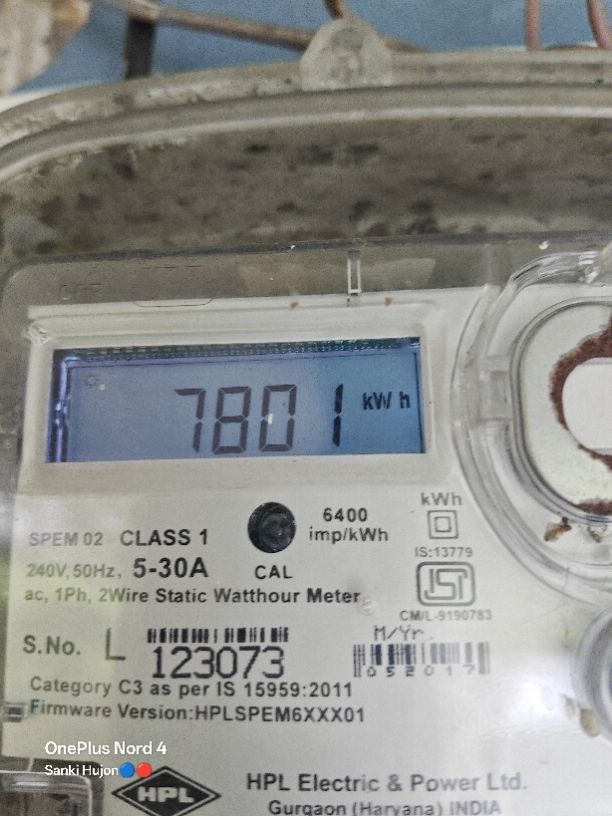 7801 kWh
kWh
6400
imp/kWh
SPEM 02 CLASS 1
IS:13779
240V,50Hz, 5-30A
CAL
ISI
ac, 1Ph, 2Wire Static Watthour Meter
CM/L-9190783
M/Yr.
S.No. L 123073
052017
Category C3 as per IS 15959:2011
Firmware Version:HPLSPEM6XXX01
OnePlus Nord 4
Sanki Hujon🔵🔴
HPL
HPL Electric & Power Ltd.
Gurgaon (Haryana) INDIA